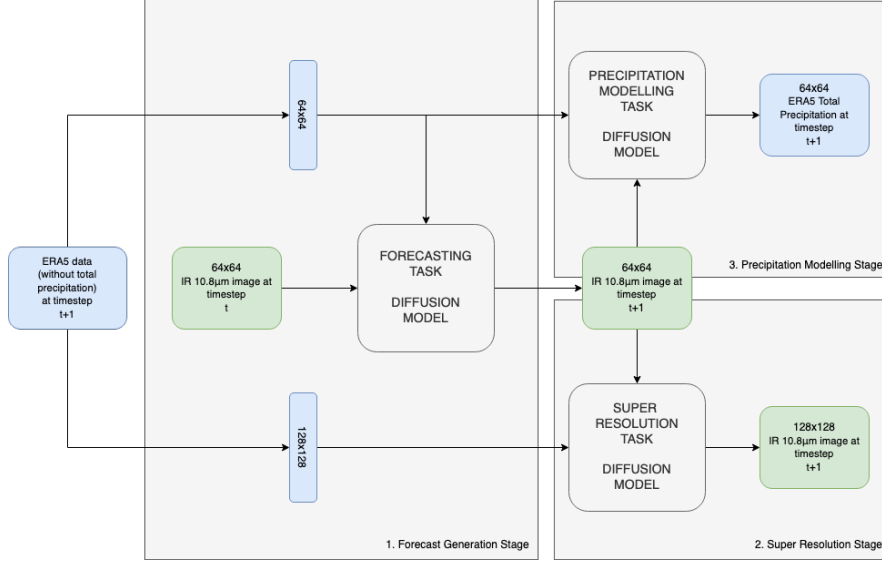 64x64
PRECIPITATION
MODELLING
TASK
DIFFUSION
MODEL
64x64
ERA5 Total
Precipitation at
timestep
t+1
ERA5 data
(without total
precipitation)
at timestep
t+1
64x64
IR 10.8μm image at
timestep
t
FORECASTING
TASK
DIFFUSION
MODEL
64x64
IR 10.8μm image at
timestep
t+1
3. Precipitation Modelling Stage
128x128
SUPER
RESOLUTION
TASK
DIFFUSION
MODEL
128x128
IR 10.8μm image at
timestep
t+1
1. Forecast Generation Stage
2. Super Resolution Stage